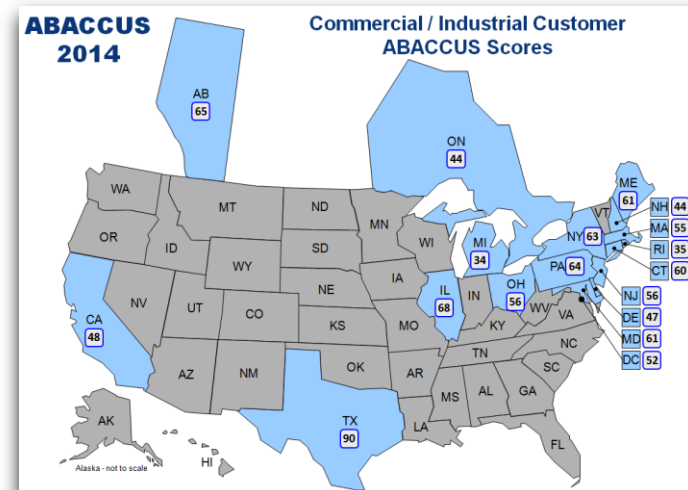 ABACCUS
2014
Commercial / Industrial Customer
ABACCUS Scores
AB
65
ON
44
WA
MT
ND
MN
OR
ID
SD
WI
MI
34
WY
NE
IA
NV
UT
CO
KS
MO
IL
68
IN
OH
56
PA 64
NY 63
VT
ME
61
NH 44
MA 55
RI 35
CT 60
NJ 56
DE 47
MD 61
DC 52
WV
VA
KY
NC
TN
SC
CA
48
AZ
NM
OK
AR
MS
AL
GA
LA
FL
TX
90
AK
Alaska - not to scale
HI